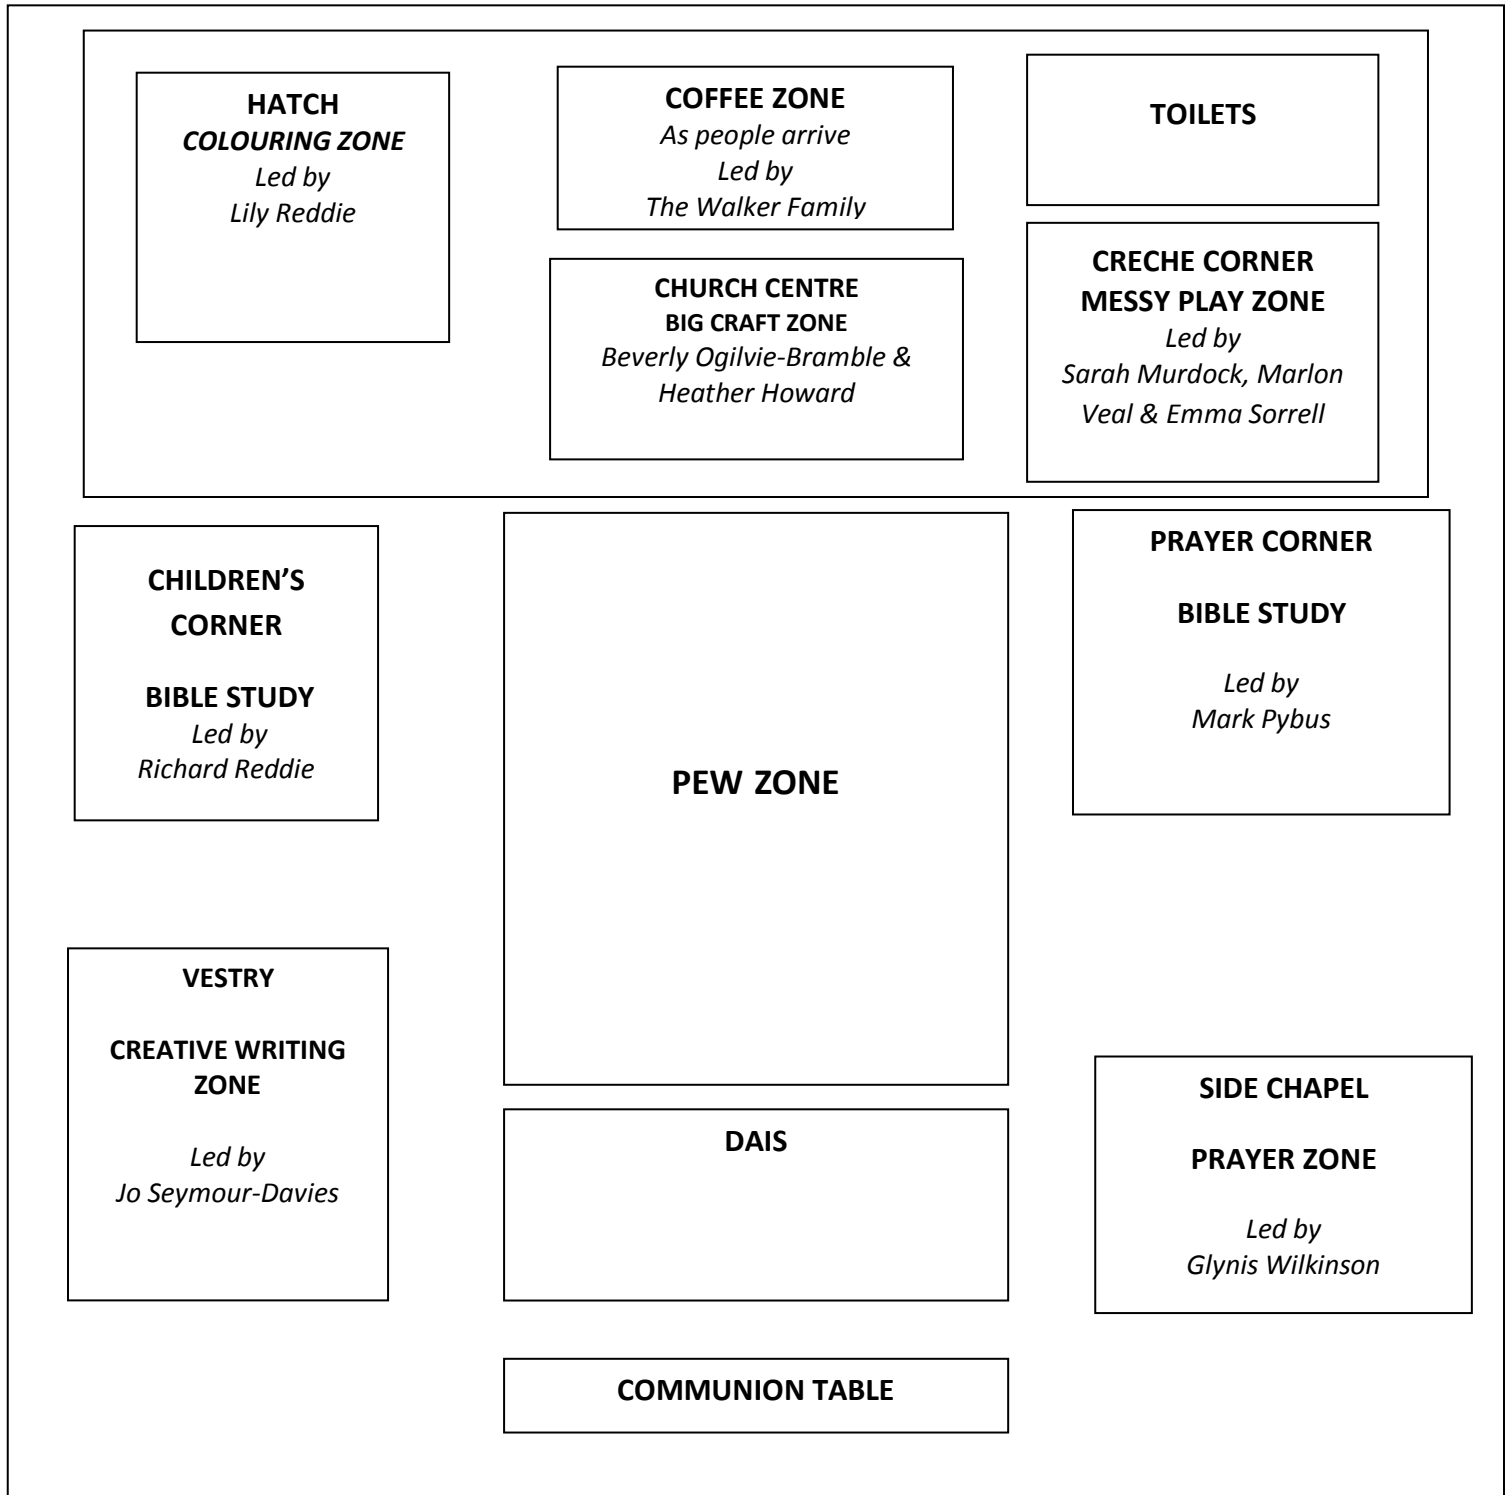 HATCH
COLOURING ZONE
Led by
Lily Reddie
COFFEE ZONE
As people arrive
Led by
The Walker Family
TOILETS
CHURCH CENTRE
BIG CRAFT ZONE
Beverly Ogilvie-Bramble &
Heather Howard
CRECHE CORNER
MESSY PLAY ZONE
Led by
Sarah Murdock, Marlon
Veal & Emma Sorrell
CHILDREN’S
CORNER
BIBLE STUDY
Led by
Richard Reddie
PEW ZONE
PRAYER CORNER
BIBLE STUDY
Led by
Mark Pybus
VESTRY
CREATIVE WRITING
ZONE
Led by
Jo Seymour-Davies
DAIS
SIDE CHAPEL
PRAYER ZONE
Led by
Glynis Wilkinson
COMMUNION TABLE